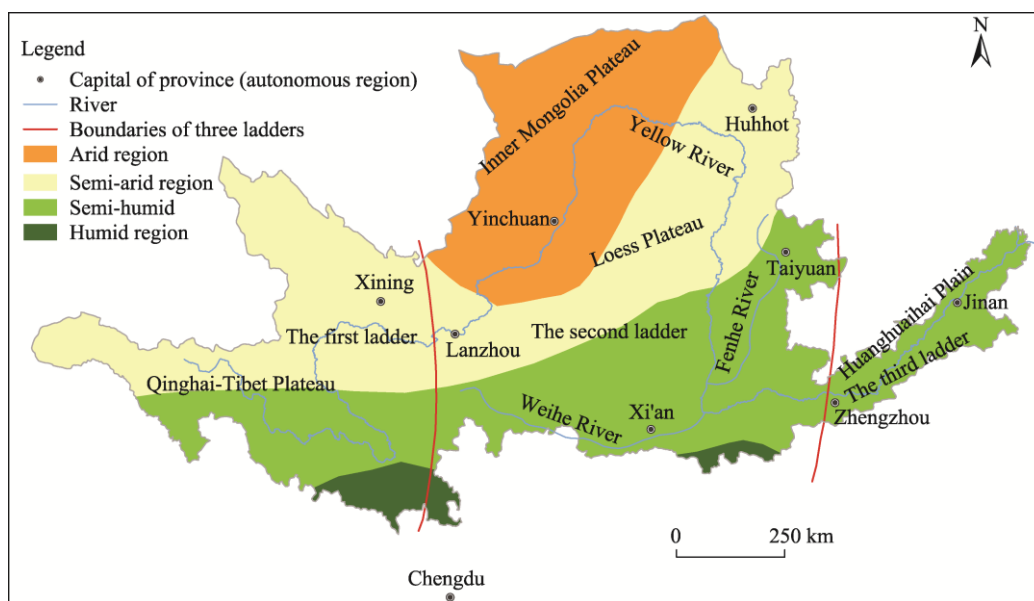 Legend
Capital of province (autonomous region)
River
Boundaries of three ladders
Arid region
Semi-arid region
Semi-humid
Humid region
N
Inner Mongolia Plateau
Huhhot
Yellow River
Yinchuan
Loess Plateau
Taiyuan
Xining
Huanghuaihai Plain
Jinan
The first ladder
Lanzhou
The second ladder
Fenhe River
The third ladder
Qinghai-Tibet Plateau
Zhengzhou
Weihe River
Xi'an
0 250 km
Chengdu